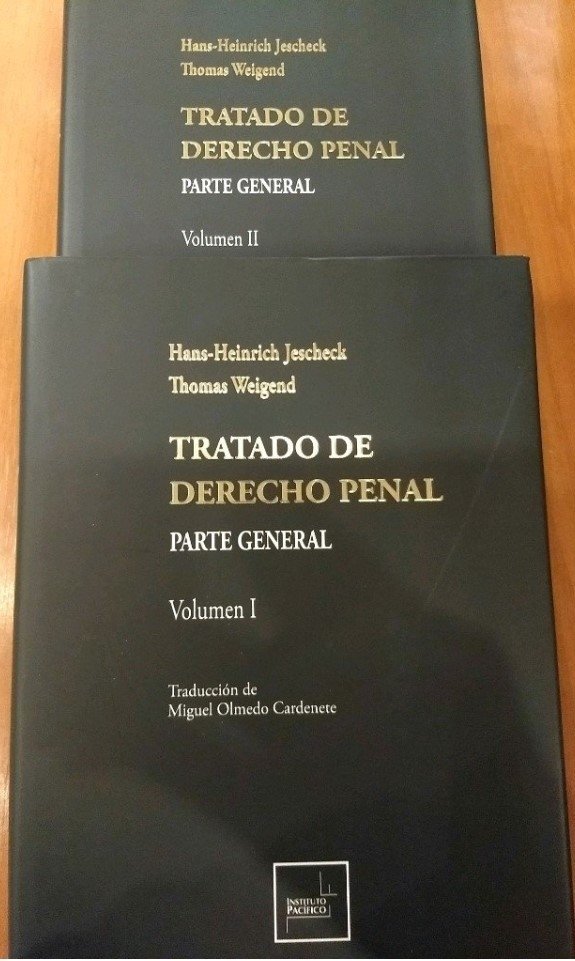 Hans-Heinrich Jescheck
Thomas Weigend
TRATADO DE
DERECHO PENAL
PARTE GENERAL
Volumen II
Hans-Heinrich Jescheck
Thomas Weigend
TRATADO DE
DERECHO PENAL
PARTE GENERAL
Volumen I
Traducción de
Miguel Olmedo Cardenete
INSTITUTO
PACÍFICO